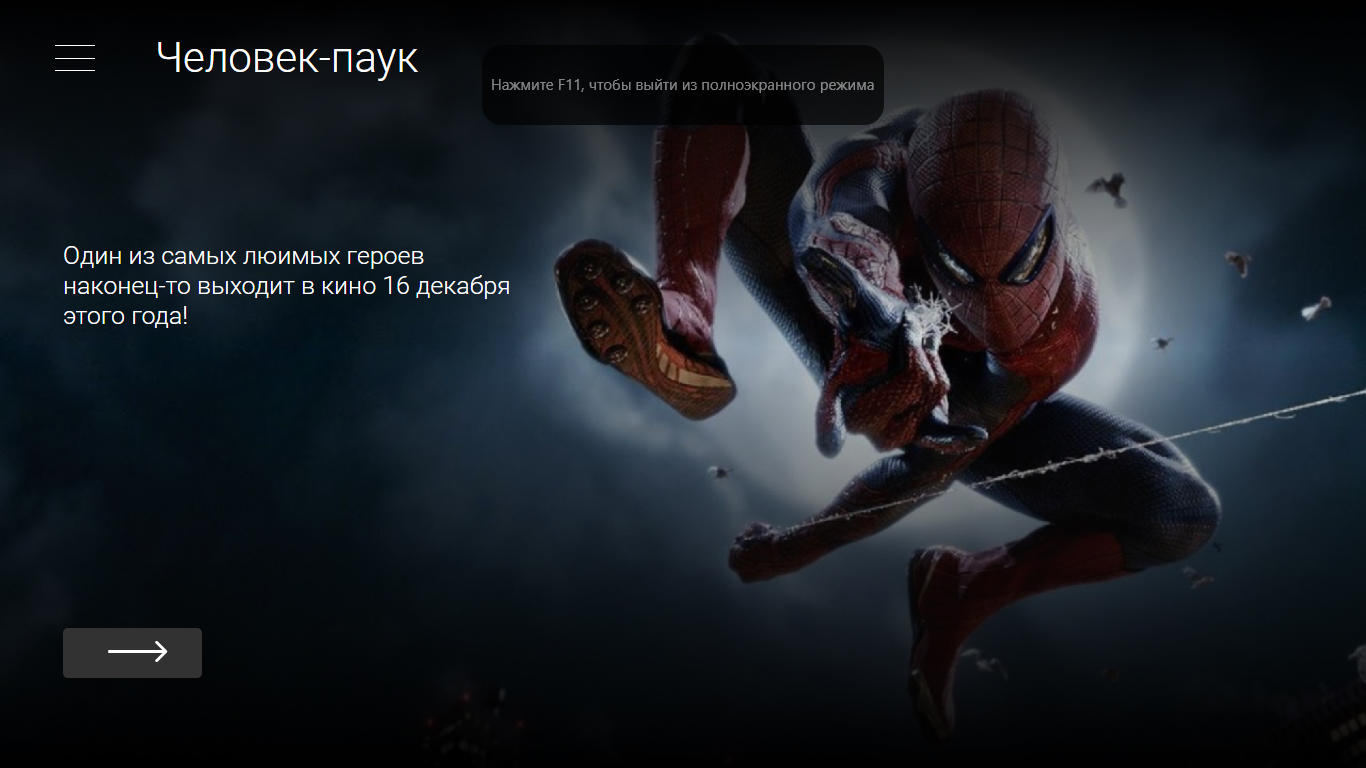 Человек-паук
Нажмите F11, чтобы выйти из полноэкранного режима
Один из самых люимых героев
наконец-то выходит в кино 16 декабря
этого года!